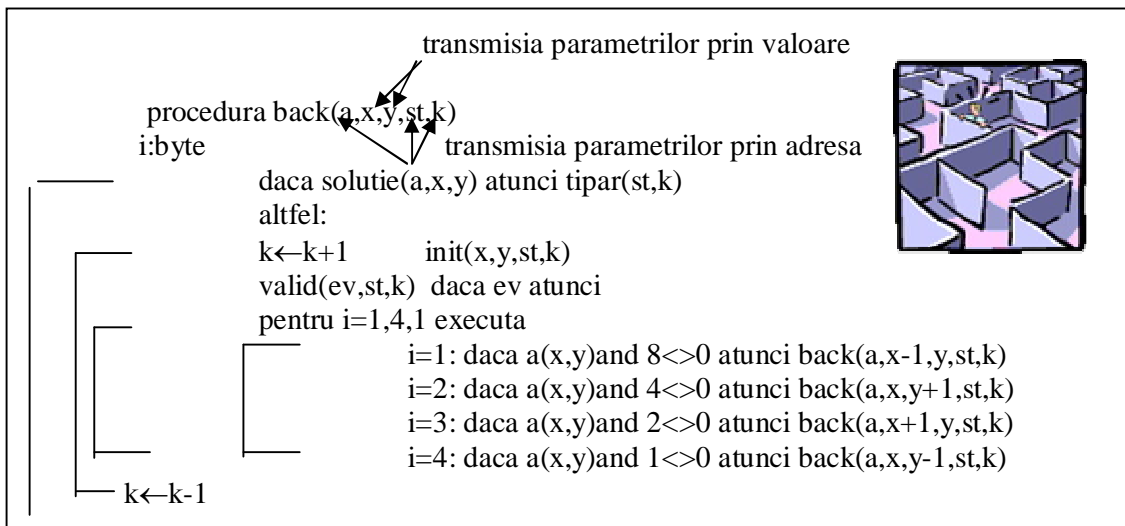 transmisia parametrilor prin valoare
procedura back(a,x,y,st,k)
i:byte transmisia parametrilor prin adresa
daca solutie(a,x,y) atunci tipar(st,k)
altfel:
k←k+1 init(x,y,st,k)
valid(ev,st,k) daca ev atunci
pentru i=1,4,1 executa
i=1: daca a(x,y)and 8<>0 atunci back(a,x-1,y,st,k)
i=2: daca a(x,y)and 4<>0 atunci back(a,x,y+1,st,k)
i=3: daca a(x,y)and 2<>0 atunci back(a,x+1,y,st,k)
i=4: daca a(x,y)and 1<>0 atunci back(a,x,y-1,st,k)
k←k-1